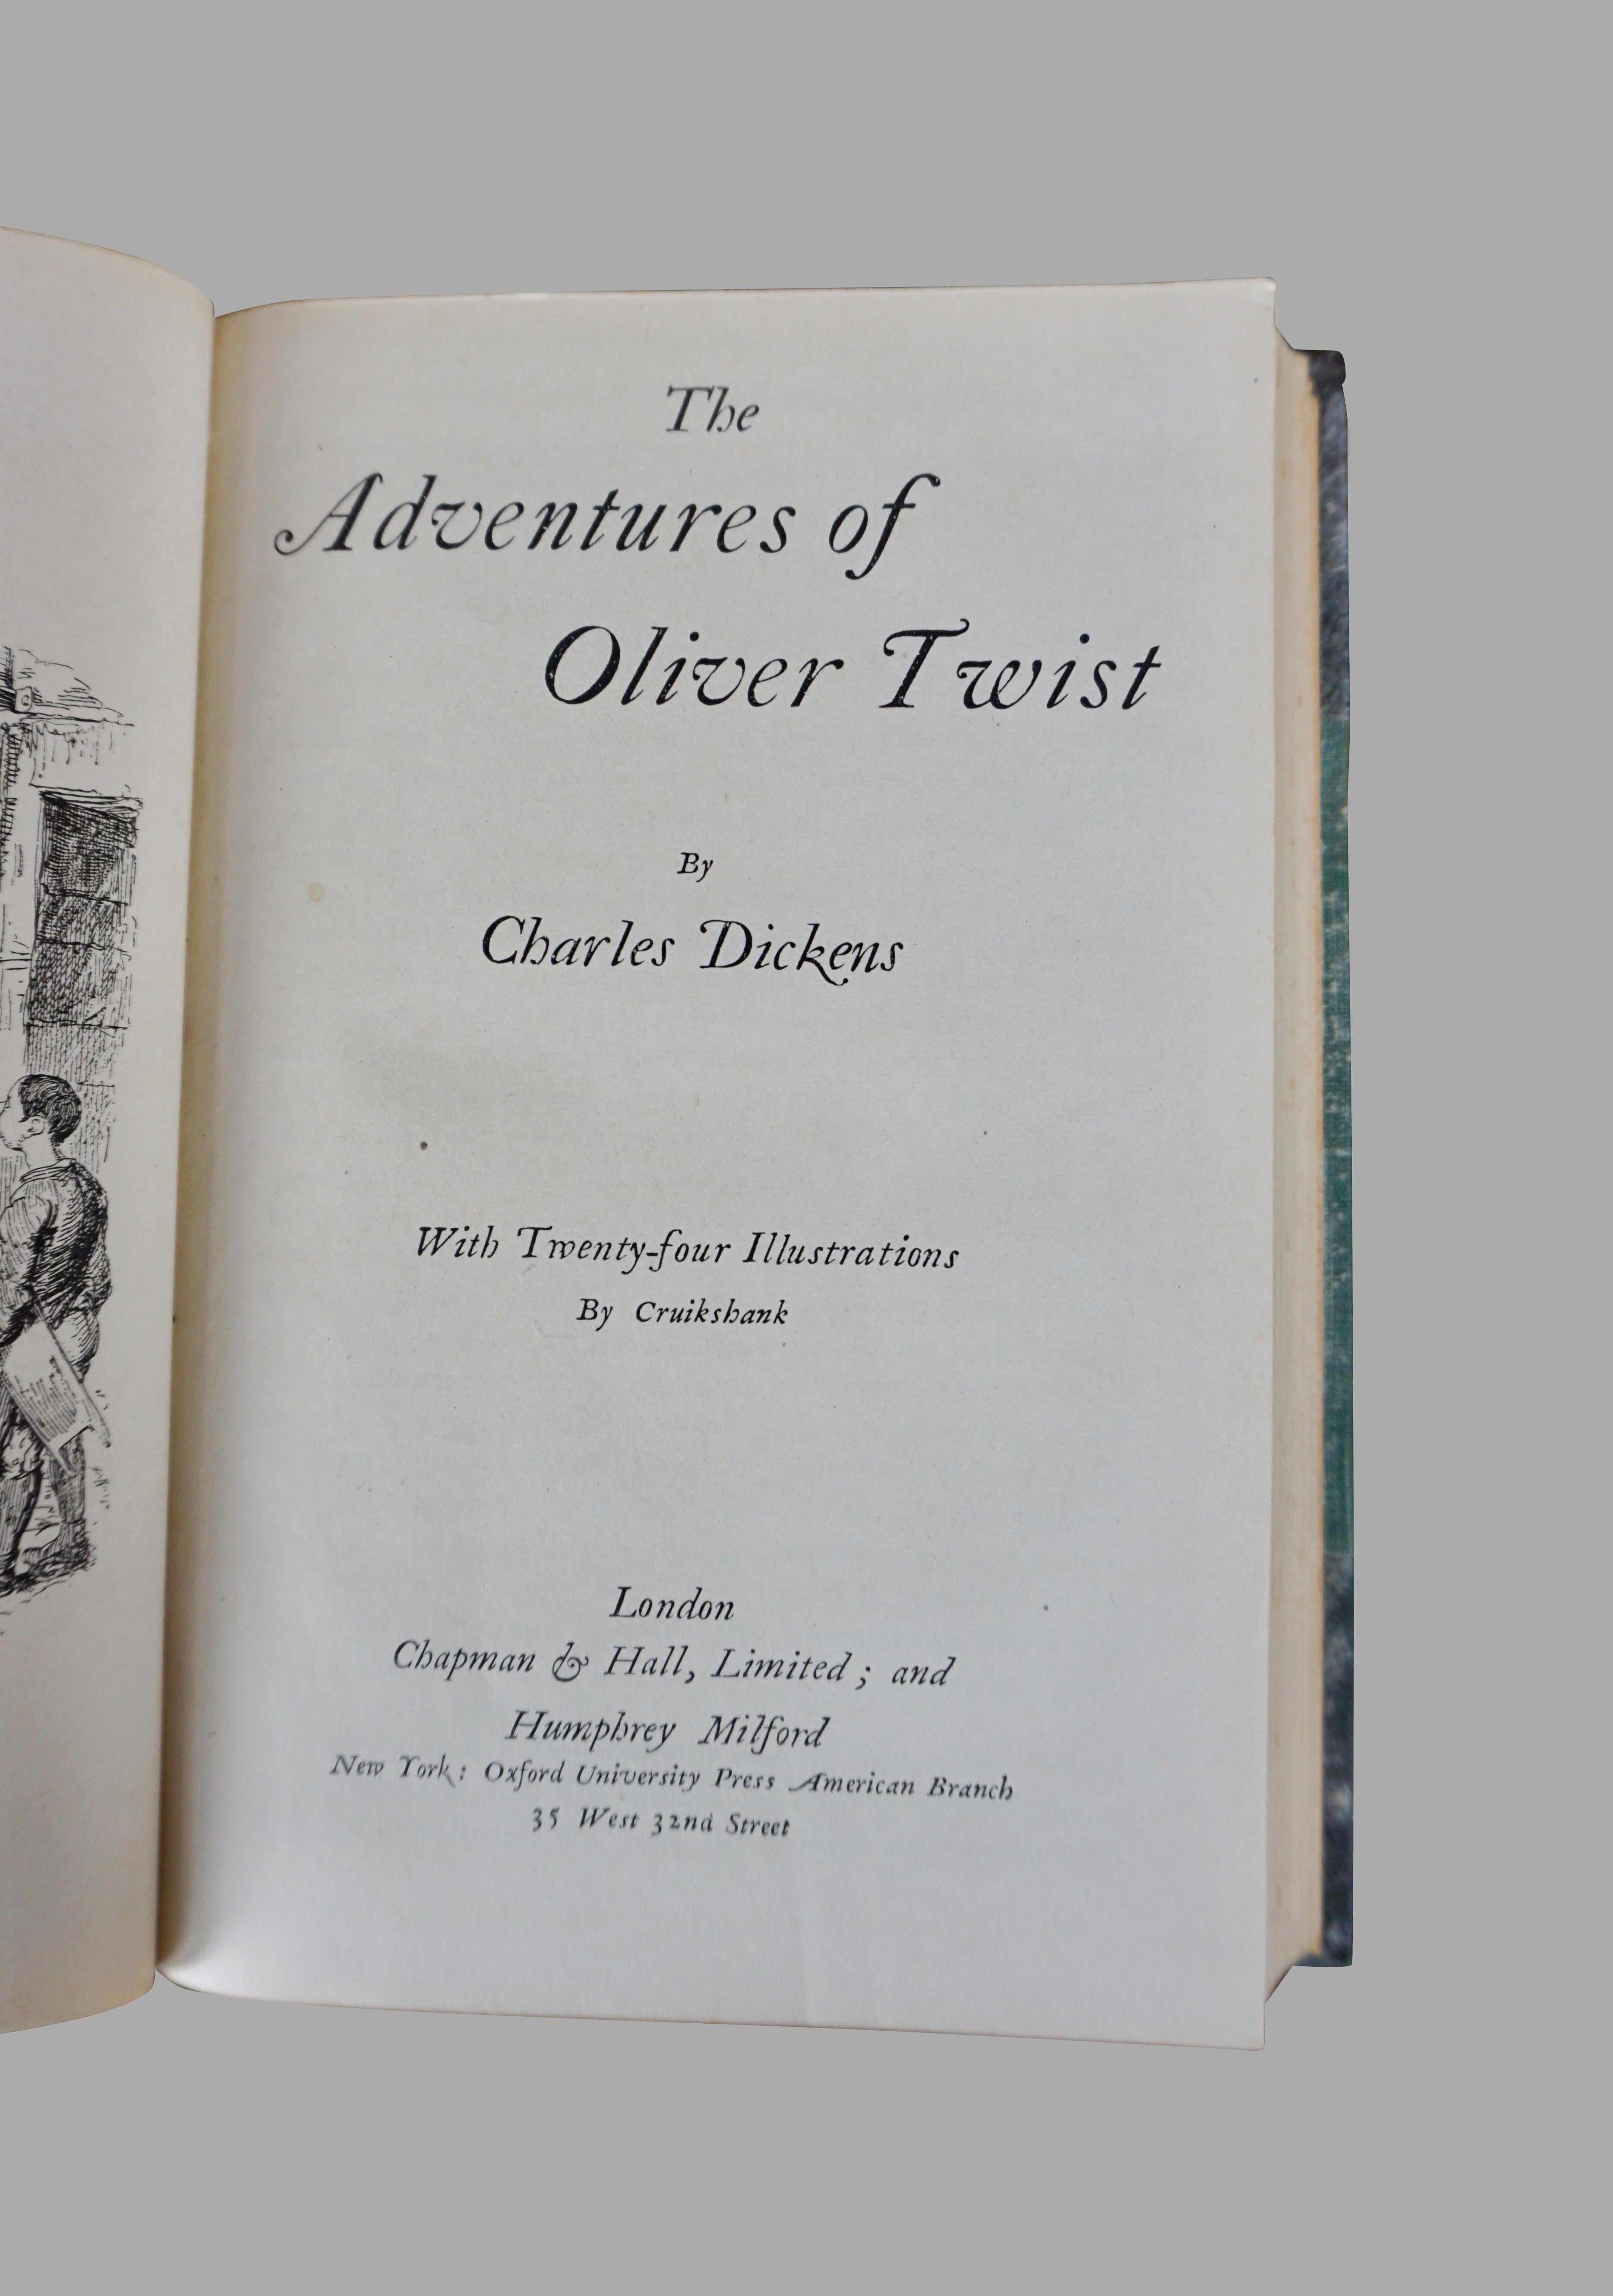 The
Adventures of
Oliver Twist
By
Charles Dickens
With Twenty-four Illustrations
By Cruikshank
London
Chapman & Hall, Limited; and
Humphrey Milford
New York: Oxford University Press American Branch
35 West 32nd Street